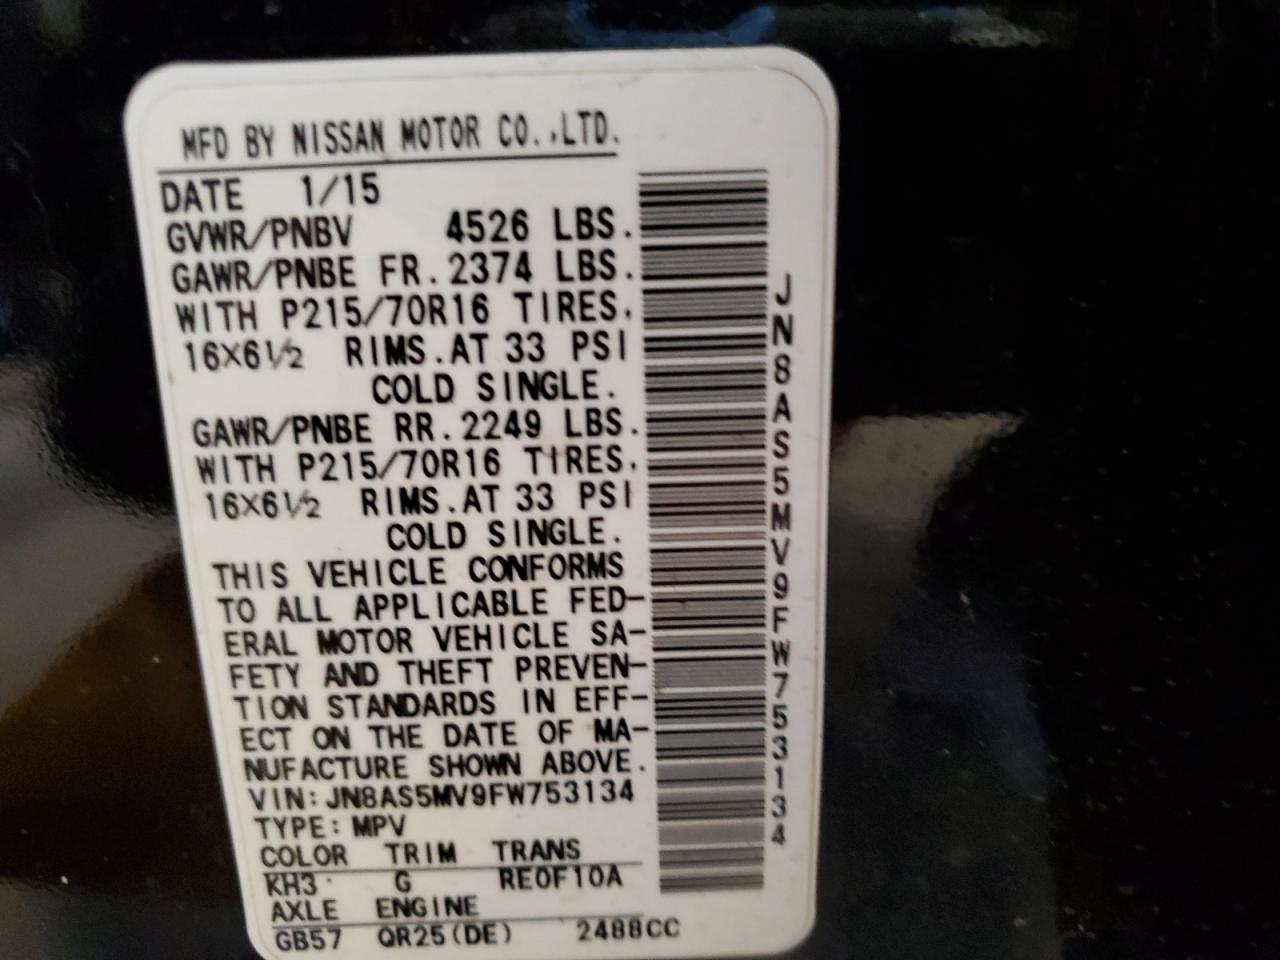 MFD BY NISSAN MOTOR CO.,LTD.
DATE 1/15
GVWR/PNBV 4526 LBS.
GAWR/PNBE FR.2374 LBS.
WITH P215/70R16 TIRES.
16X6½ RIMS.AT 33 PSI
COLD SINGLE.
GAWR/PNBE RR.2249 LBS.
WITH P215/70R16 TIRES.
16X6½ RIMS.AT 33 PSI
COLD SINGLE.
THIS VEHICLE CONFORMS
TO ALL APPLICABLE FED-
ERAL MOTOR VEHICLE SA-
FETY AND THEFT PREVEN-
TION STANDARDS IN EFF-
ECT ON THE DATE OF MA-
NUFACTURE SHOWN ABOVE.
VIN:JN8AS5MV9FW753134
TYPE:MPV
COLOR TRIM TRANS
KH3 G RE0F10A
AXLE ENGINE
GB57 QR25(DE) 2488CC
JN8AS5MV9FW753134